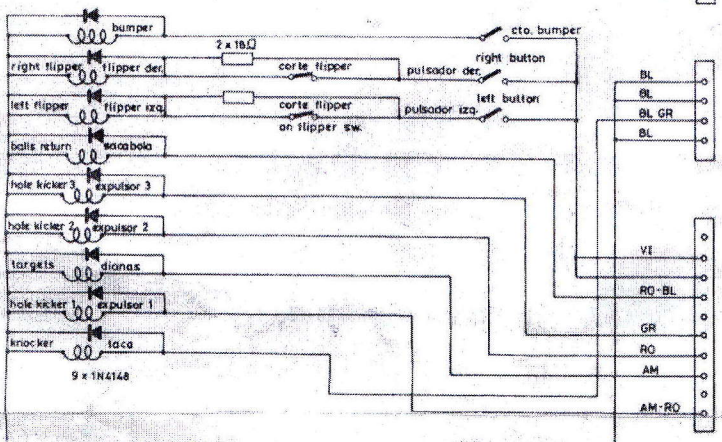 bumper
cto. bumper
2 x 18Ω
right flipper flipper der.
corte flipper
pulsador der.
right button
left flipper flipper izq.
corte flipper
on flipper sw.
pulsador izq.
left button
balls return sacabola
hole kicker 3 expulsor 3
hole kicker 2 expulsor 2
targets dianas
hole kicker 1 expulsor 1
knocker taca
9 x 1N4148
BL
BL
BL GR
BL
VI
RO-BL
GR
RO
AM
AM-RO